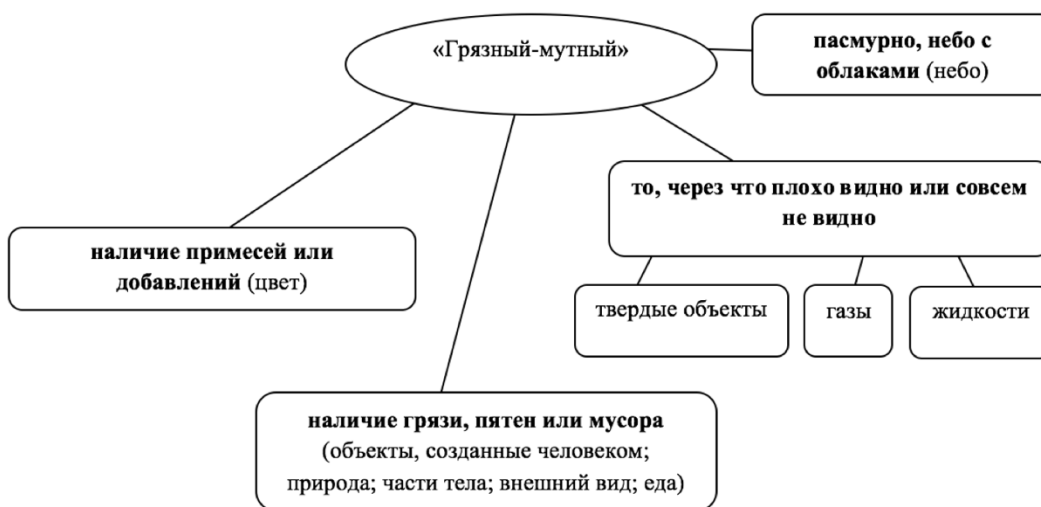 «Грязный-мутный»
пасмурно, небо с
облаками (небо)
то, через что плохо видно или совсем
не видно
наличие примесей или
добавлений (цвет)
твердые объекты
газы
жидкости
наличие грязи, пятен или мусора
(объекты, созданные человеком;
природа; части тела; внешний вид; еда)